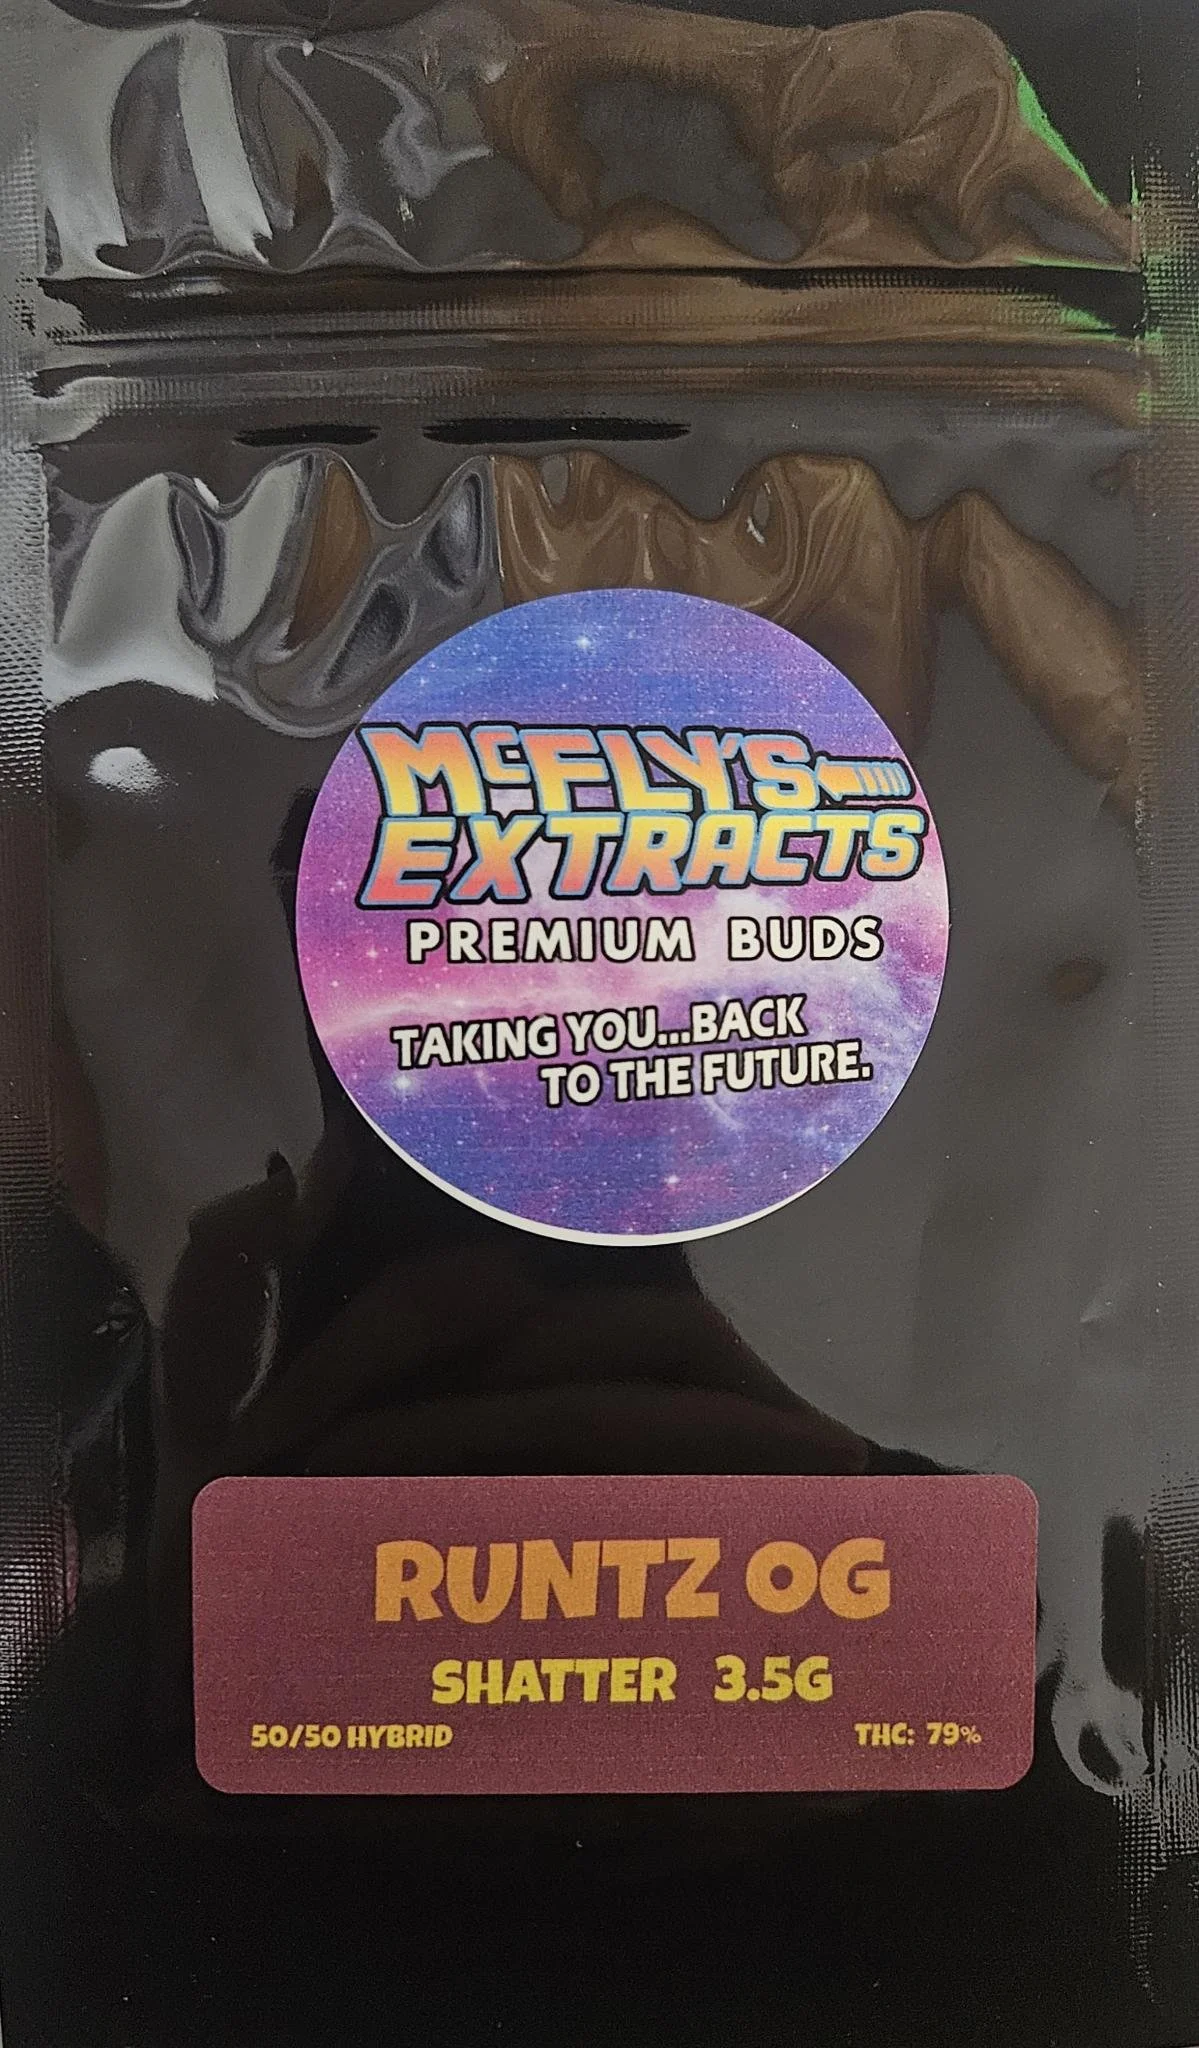 McFLY'S
EXTRACTS
PREMIUM BUDS
TAKING YOU...BACK
TO THE FUTURE.
RUNTZ OG
SHATTER 3.5G
50/50 HYBRID THC: 79%